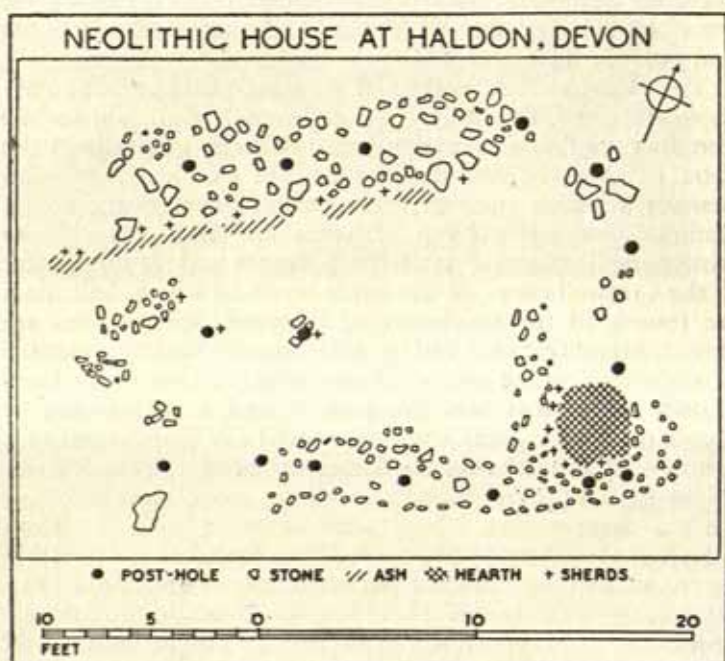 NEOLITHIC HOUSE AT HALDON, DEVON
POST-HOLE STONE ASH HEARTH SHERDS.
10 5 0 10 20
FEET